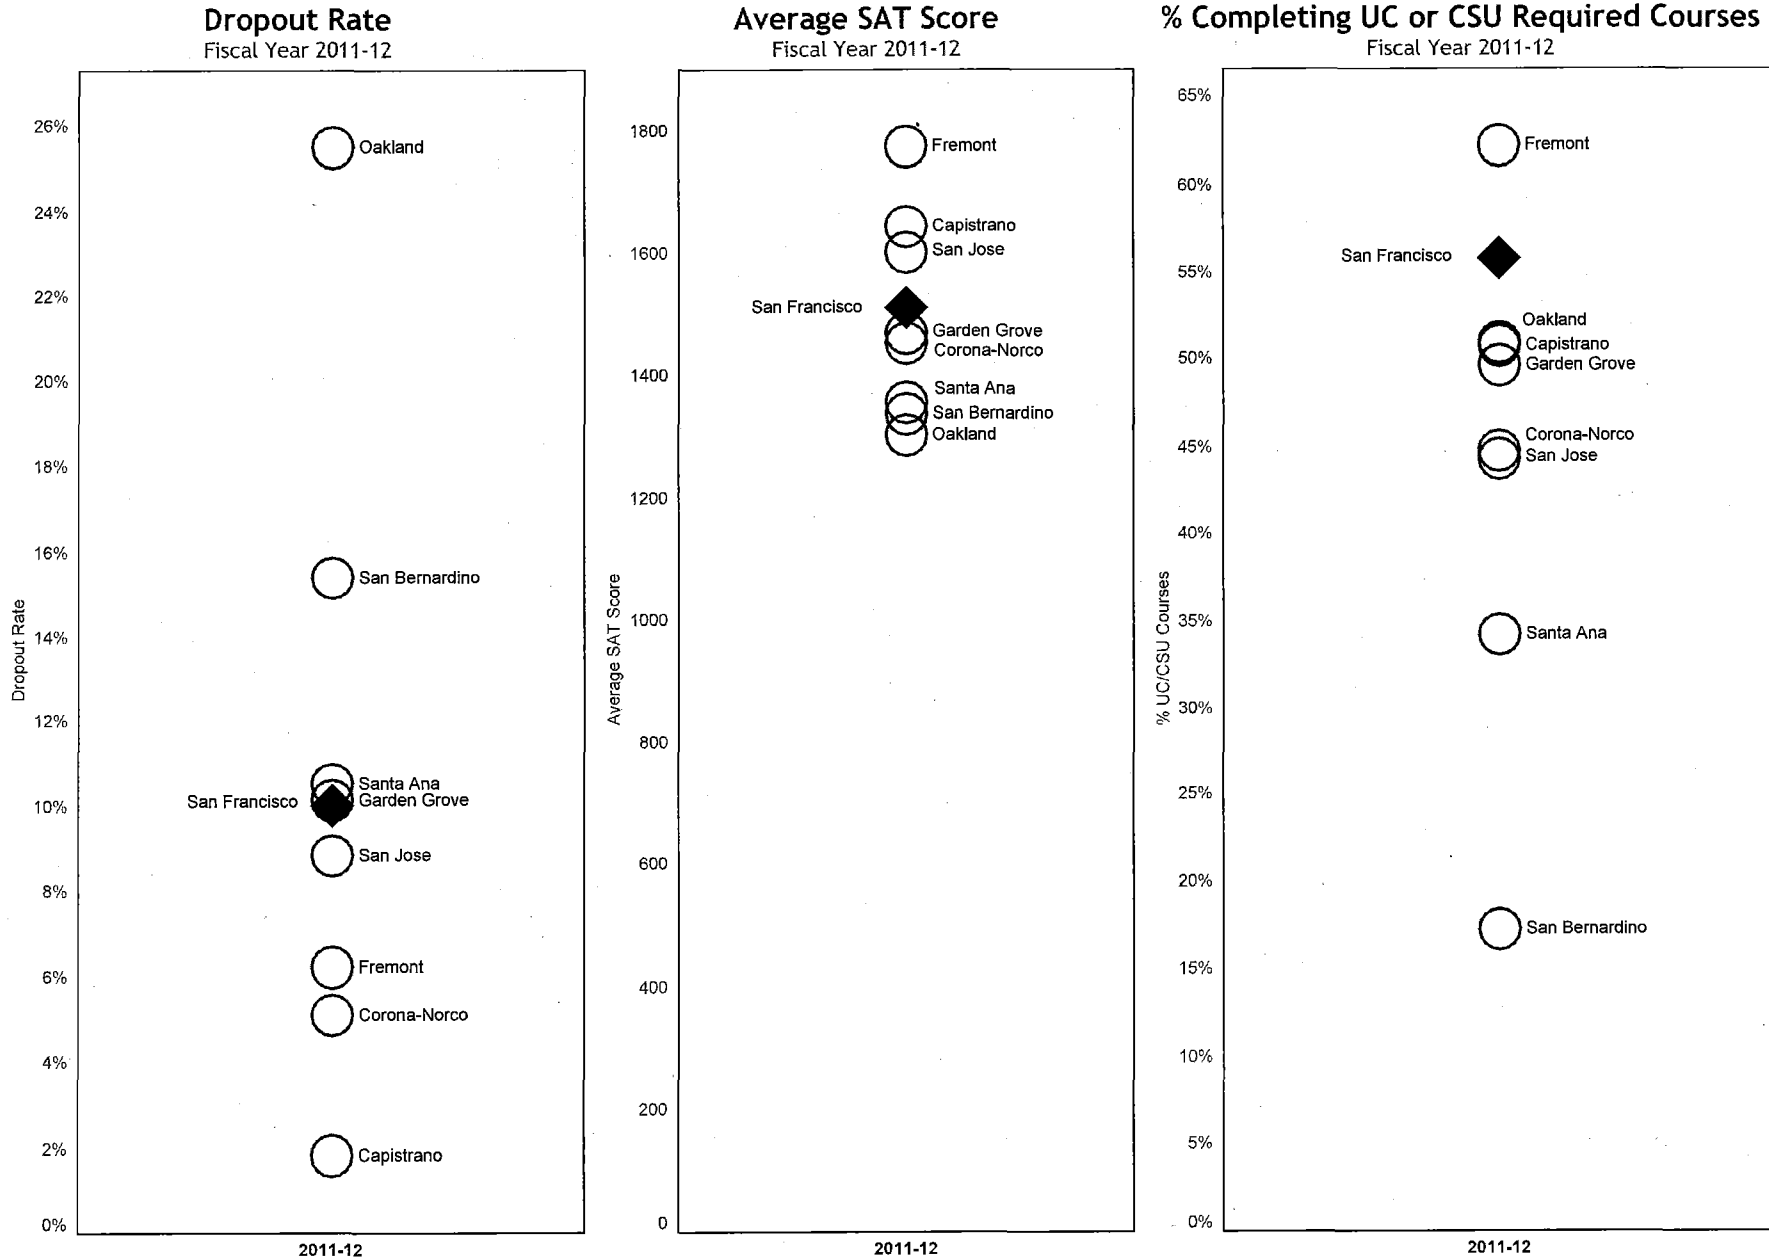 Dropout Rate
Fiscal Year 2011-12
26%
24%
22%
20%
18%
16%
14%
12%
10%
8%
6%
4%
2%
0%
Dropout Rate
Oakland
San Bernardino
Santa Ana
San Francisco
Garden Grove
San Jose
Fremont
Corona-Norco
Capistrano
2011-12
Average SAT Score
Fiscal Year 2011-12
1800
1600
1400
1200
1000
800
600
400
200
0
Average SAT Score
Fremont
Capistrano
San Jose
San Francisco
Garden Grove
Corona-Norco
Santa Ana
San Bernardino
Oakland
2011-12
% Completing UC or CSU Required Courses
Fiscal Year 2011-12
65%
60%
55%
50%
45%
40%
35%
30%
25%
20%
15%
10%
5%
0%
% UC/CSU Courses
Fremont
San Francisco
Oakland
Capistrano
Garden Grove
Corona-Norco
San Jose
Santa Ana
San Bernardino
2011-12